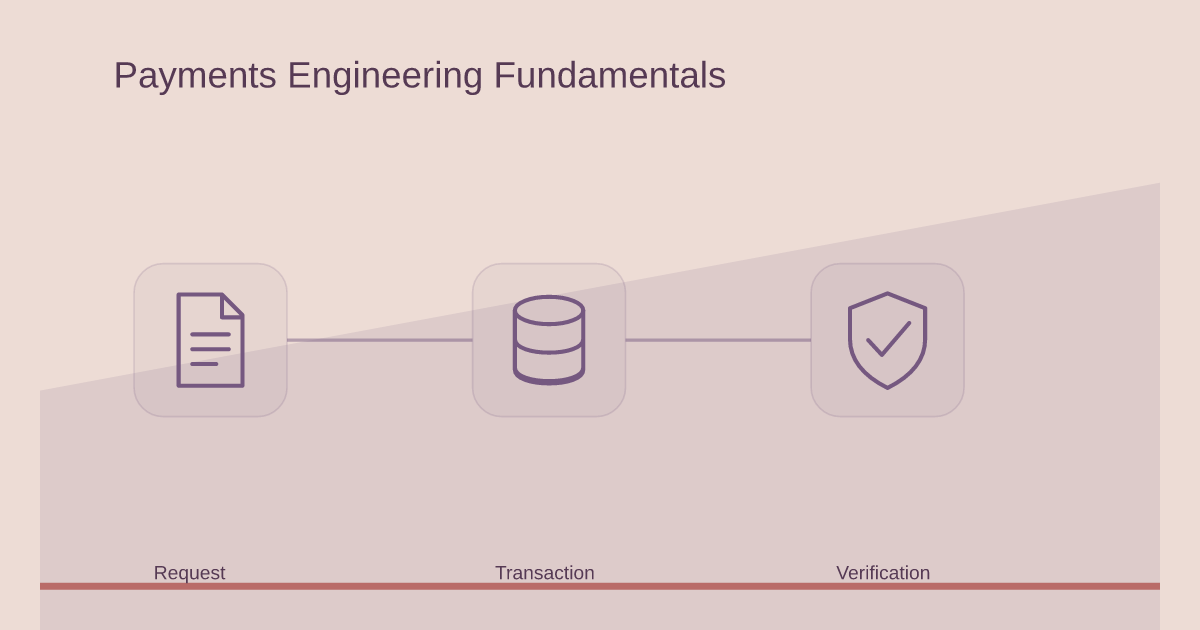 Payments Engineering Fundamentals
Request
Transaction
Verification